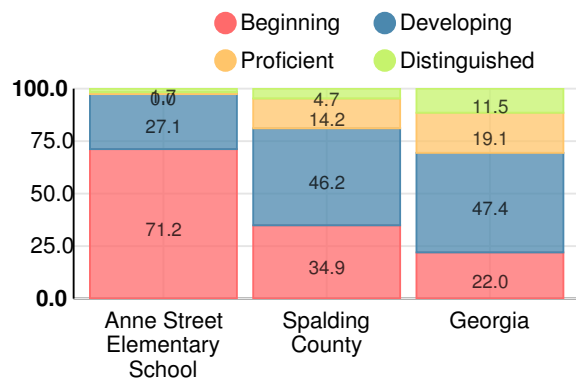 Beginning
Developing
Proficient
Distinguished
100.0
75.0
50.0
25.0
0.0
1.7
27.1
71.2
4.7
14.2
46.2
34.9
11.5
19.1
47.4
22.0
Anne Street
Elementary
School
Spalding
County
Georgia